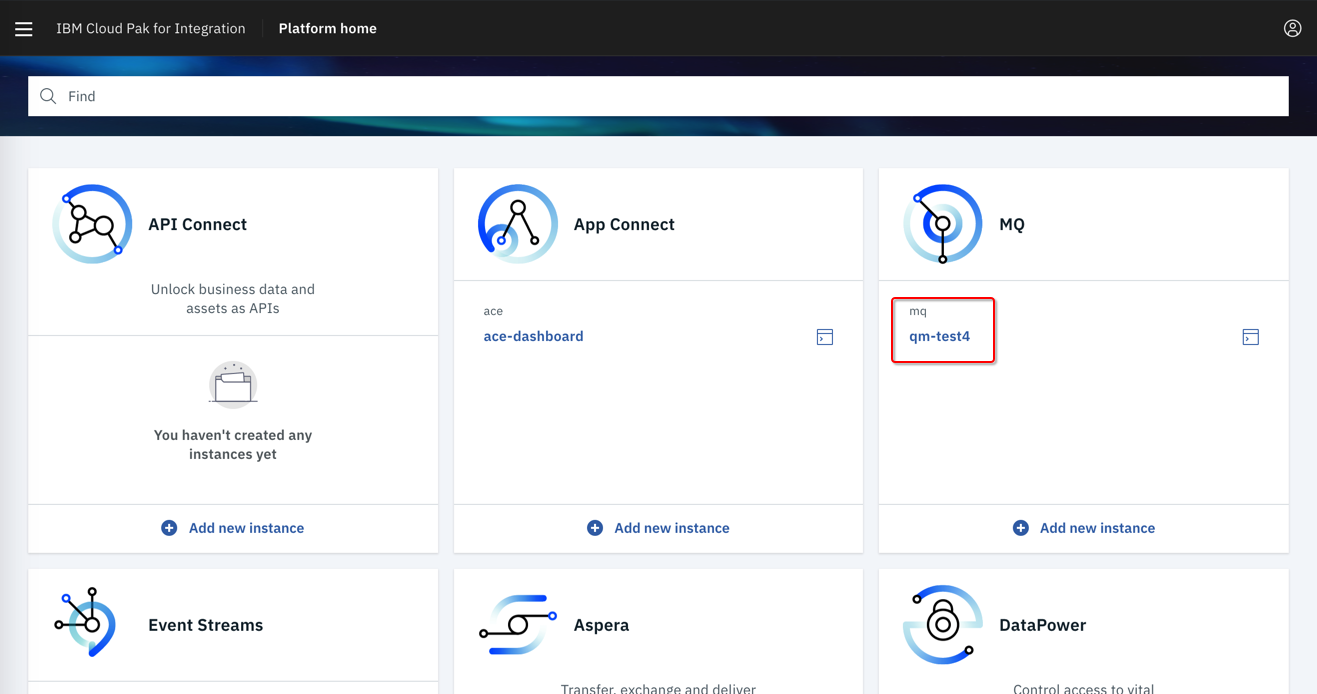 IBM Cloud Pak for Integration
Platform home
Find
API Connect
Unlock business data and
assets as APIs
You haven't created any
instances yet
Add new instance
App Connect
ace
ace-dashboard
Add new instance
MQ
mq
qm-test4
Add new instance
Event Streams
Aspera
Transfer, exchange and deliver
DataPower
Control access to vital